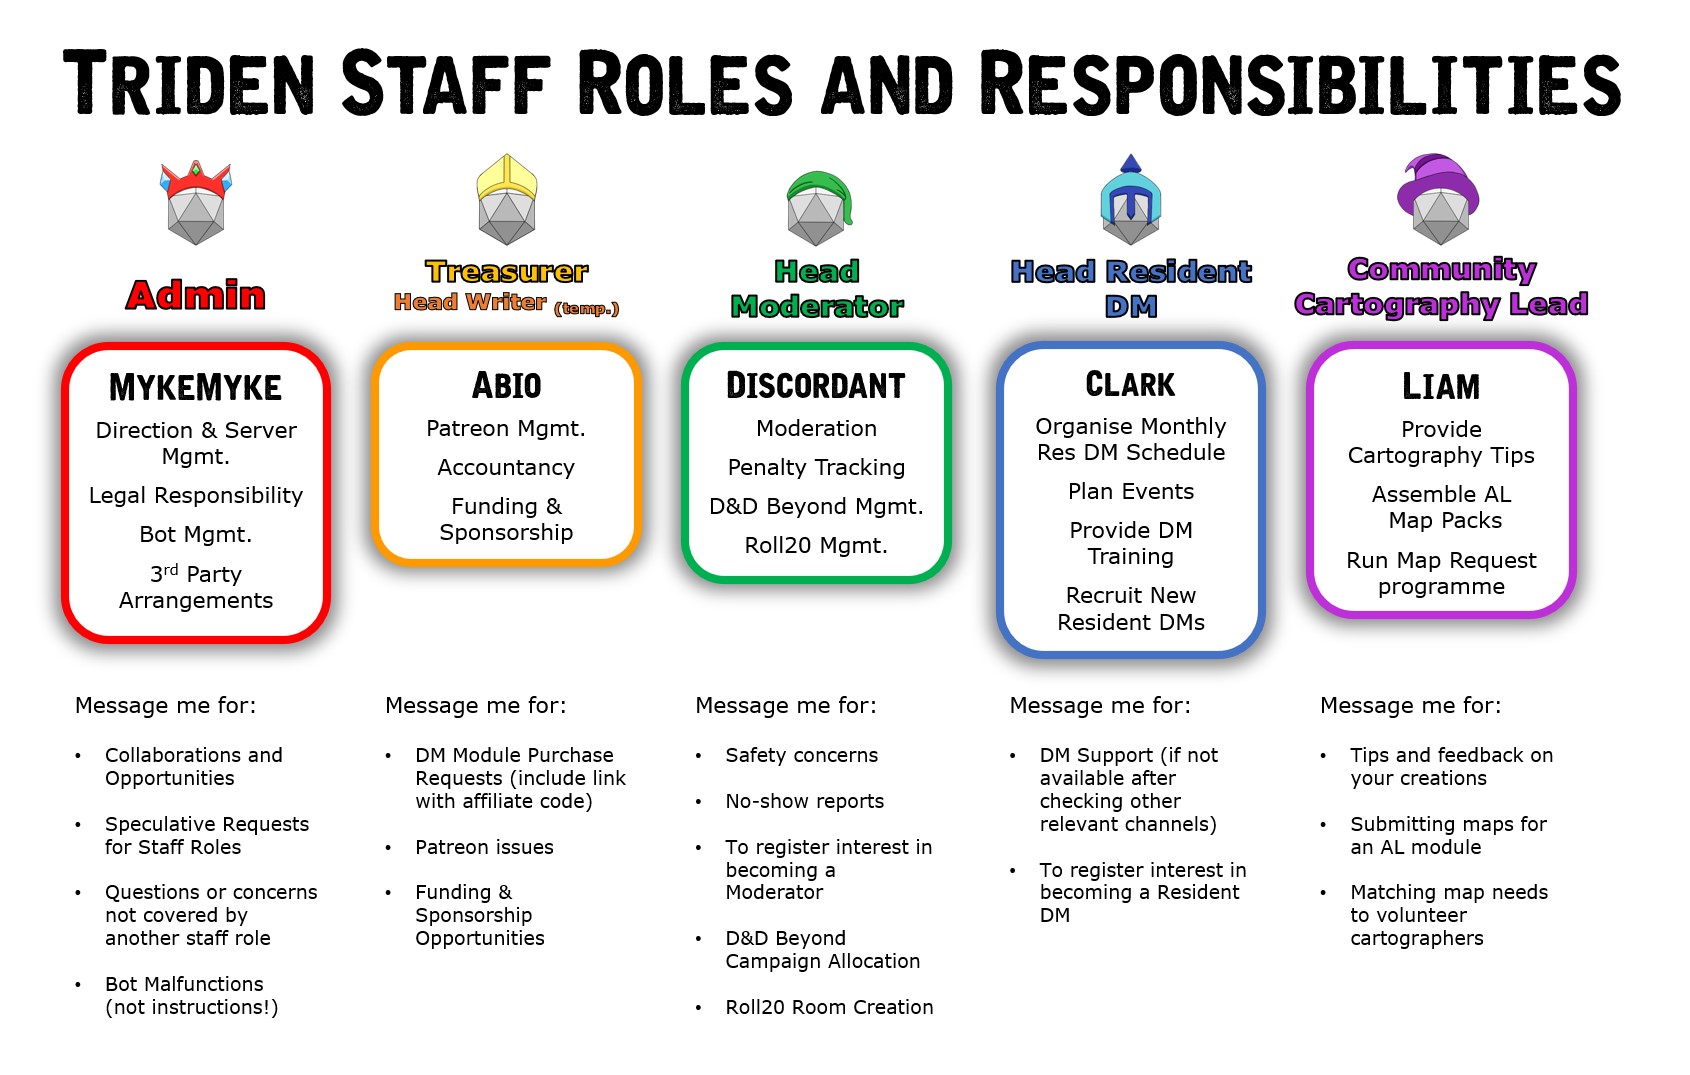 Triden Staff Roles and Responsibilities
Admin
MykeMyke
Direction & Server
Mgmt.
Legal Responsibility
Bot Mgmt.
3rd Party
Arrangements
Message me for:
• Collaborations and
Opportunities
• Speculative Requests
for Staff Roles
• Questions or concerns
not covered by
another staff role
• Bot Malfunctions
(not instructions!)
Treasurer
Head Writer (temp.)
Abio
Patreon Mgmt.
Accountancy
Funding &
Sponsorship
Message me for:
• DM Module Purchase
Requests (include link
with affiliate code)
• Patreon issues
• Funding &
Sponsorship
Opportunities
Head
Moderator
Discordant
Moderation
Penalty Tracking
D&D Beyond Mgmt.
Roll20 Mgmt.
Message me for:
• Safety concerns
• No-show reports
• To register interest in
becoming a
Moderator
• D&D Beyond
Campaign Allocation
• Roll20 Room Creation
Head Resident
DM
Clark
Organise Monthly
Res DM Schedule
Plan Events
Provide DM
Training
Recruit New
Resident DMs
Message me for:
• DM Support (if not
available after
checking other
relevant channels)
• To register interest in
becoming a Resident
DM
Community
Cartography Lead
Liam
Provide
Cartography Tips
Assemble AL
Map Packs
Run Map Request
programme
Message me for:
• Tips and feedback on
your creations
• Submitting maps for
an AL module
• Matching map needs
to volunteer
cartographers